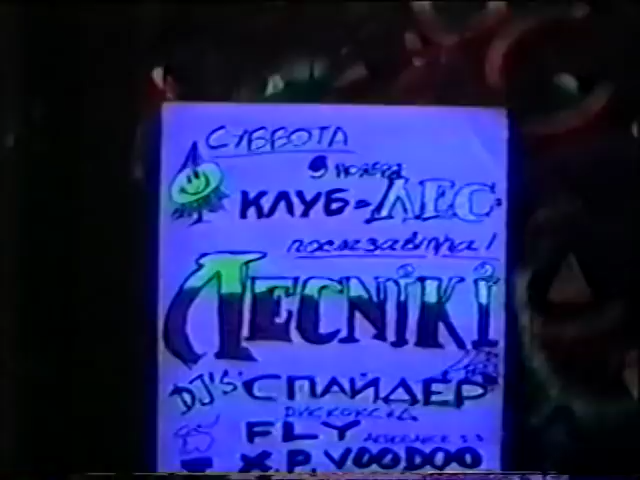 СУББОТА
9 ноября
КЛУБ "ЛЕС"
послезавтра!
ЛЕСNIKI
DJ'S: СПАЙДЕР
FLY
X.P. VOODOO